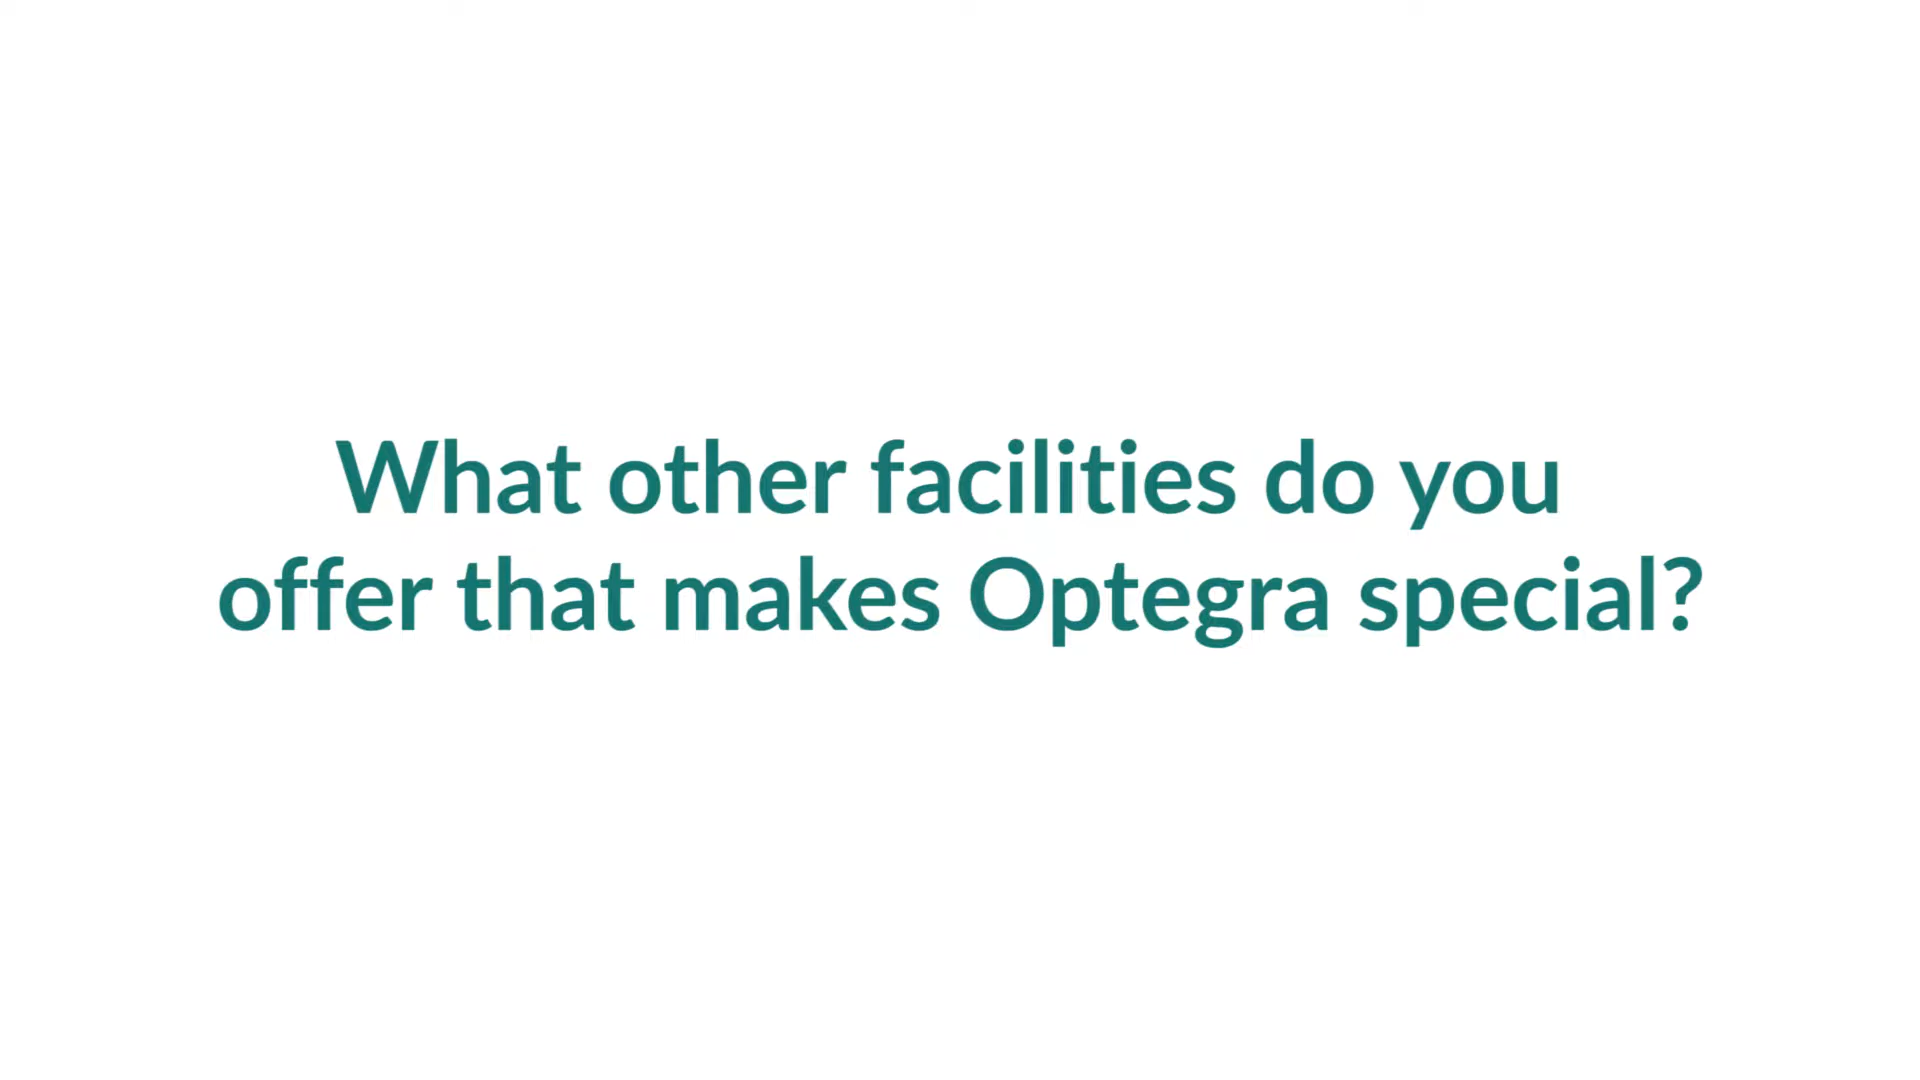 What other facilities do you
offer that makes Optegra special?